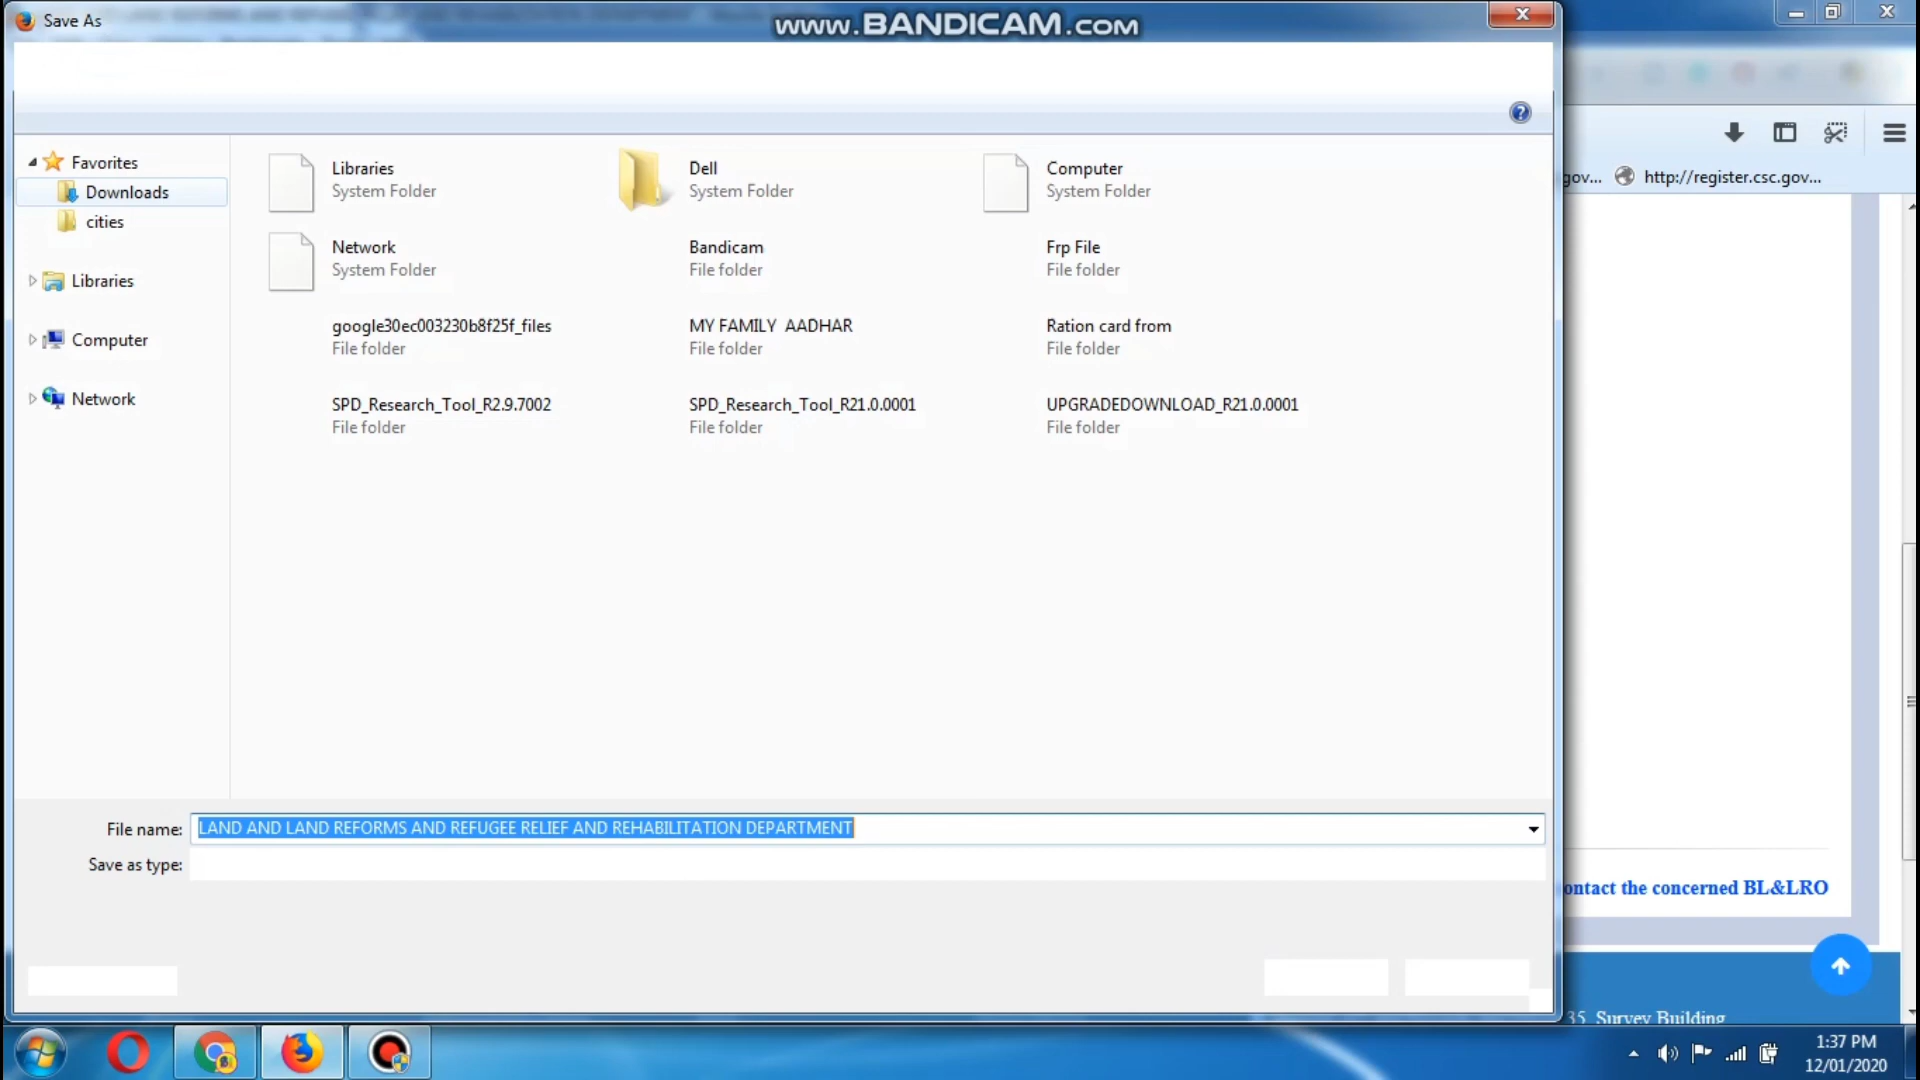 Save As
www.BANDICAM.com
Favorites
Downloads
cities
Libraries
Computer
Network
Libraries
System Folder
Dell
System Folder
Computer
System Folder
Network
System Folder
Bandicam
File folder
Frp File
File folder
google30ec003230b8f25f_files
File folder
MY FAMILY AADHAR
File folder
Ration card from
File folder
SPD_Research_Tool_R2.9.7002
File folder
SPD_Research_Tool_R21.0.0001
File folder
UPGRADEDOWNLOAD_R21.0.0001
File folder
gov... http://register.csc.gov...
File name: LAND AND LAND REFORMS AND REFUGEE RELIEF AND REHABILITATION DEPARTMENT
Save as type:
ontact the concerned BL&LRO
35, Survey Building
1:37 PM
12/01/2020